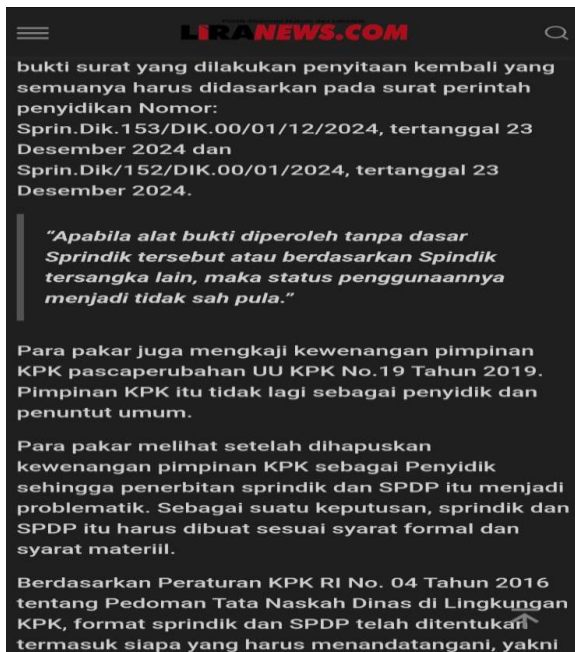 LIRANEWS.COM
bukti surat yang dilakukan penyitaan kembali yang
semuanya harus didasarkan pada surat perintah
penyidikan Nomor:
Sprin.Dik.153/DIK.00/01/12/2024, tertanggal 23
Desember 2024 dan
Sprin.Dik/152/DIK.00/01/2024, tertanggal 23
Desember 2024.
“Apabila alat bukti diperoleh tanpa dasar
Sprindik tersebut atau berdasarkan Spindik
tersangka lain, maka status penggunaannya
menjadi tidak sah pula.”
Para pakar juga mengkaji kewenangan pimpinan
KPK pascaperubahan UU KPK No.19 Tahun 2019.
Pimpinan KPK itu tidak lagi sebagai penyidik dan
penuntut umum.
Para pakar melihat setelah dihapuskan
kewenangan pimpinan KPK sebagai Penyidik
sehingga penerbitan sprindik dan SPDP itu menjadi
problematik. Sebagai suatu keputusan, sprindik dan
SPDP itu harus dibuat sesuai syarat formal dan
syarat materiil.
Berdasarkan Peraturan KPK RI No. 04 Tahun 2016
tentang Pedoman Tata Naskah Dinas di Lingkungan
KPK, format sprindik dan SPDP telah ditentukan
termasuk siapa yang harus menandatangani, yakni